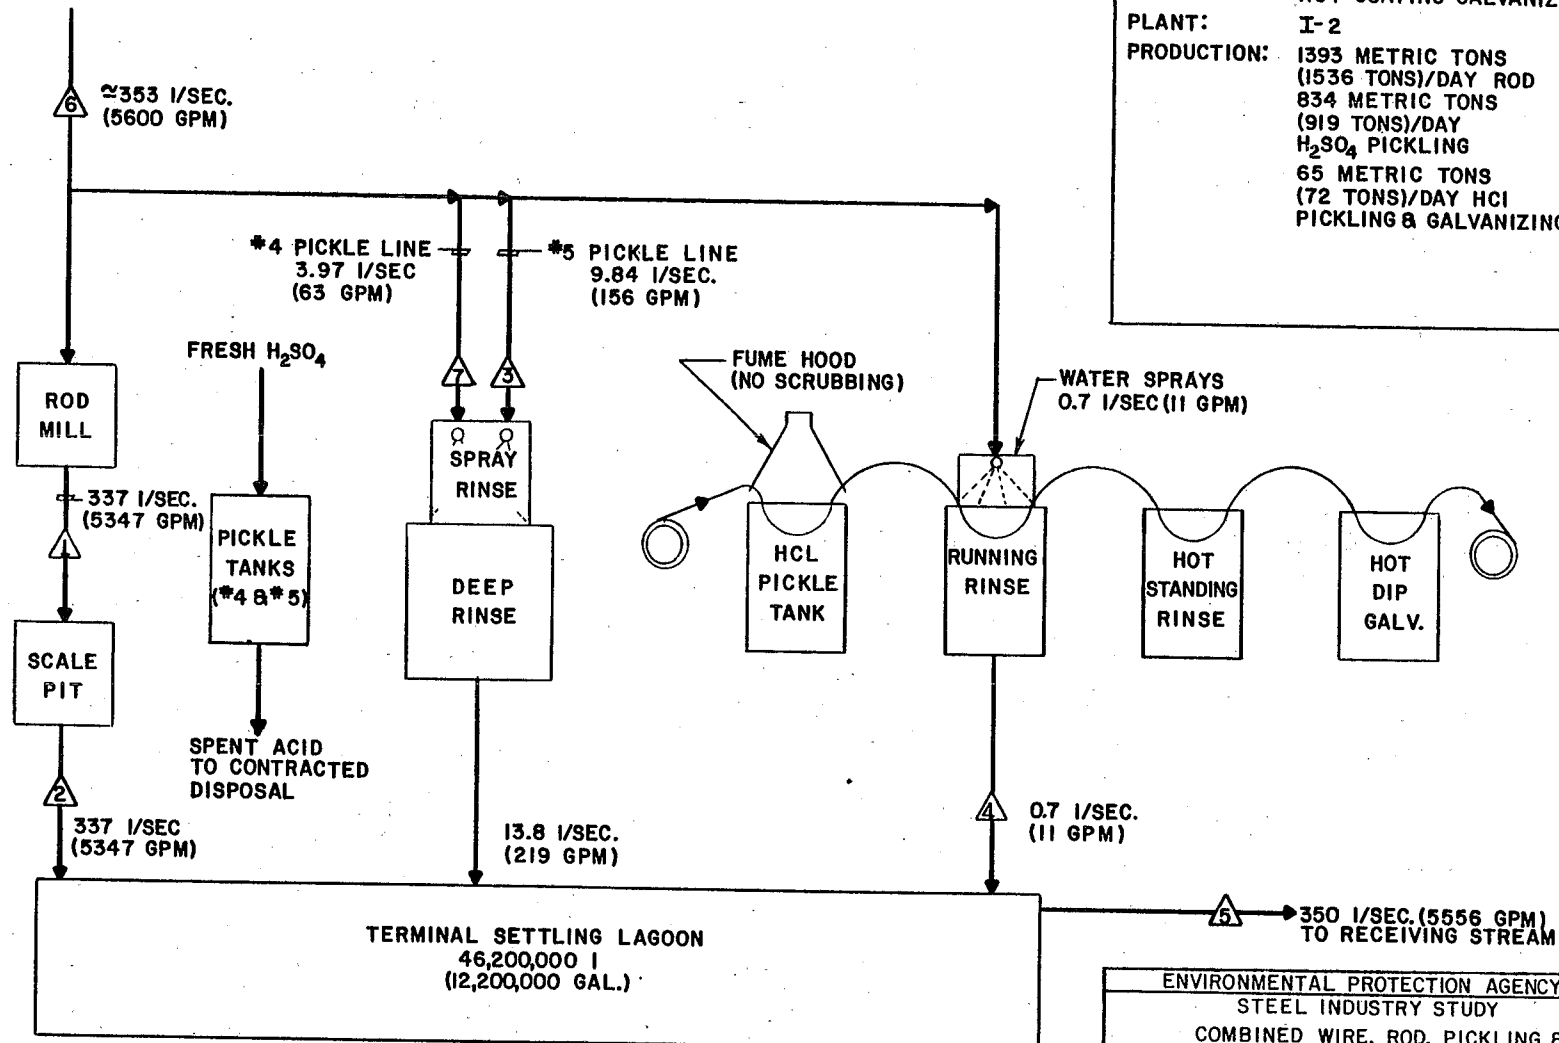 HOT COATING GALVANIZ
PLANT: I-2
PRODUCTION: 1393 METRIC TONS
(1536 TONS)/DAY ROD
834 METRIC TONS
(919 TONS)/DAY
H2SO4 PICKLING
65 METRIC TONS
(72 TONS)/DAY HCl
PICKLING & GALVANIZING
6
≃353 l/SEC.
(5600 GPM)
#4 PICKLE LINE
3.97 l/SEC
(63 GPM)
#5 PICKLE LINE
9.84 l/SEC.
(156 GPM)
FRESH H2SO4
7
3
FUME HOOD
(NO SCRUBBING)
WATER SPRAYS
0.7 l/SEC (11 GPM)
ROD
MILL
337 l/SEC.
(5347 GPM)
1
PICKLE
TANKS
(#4 & #5)
SPRAY
RINSE
DEEP
RINSE
HCL
PICKLE
TANK
RUNNING
RINSE
HOT
STANDING
RINSE
HOT
DIP
GALV.
SCALE
PIT
SPENT ACID
TO CONTRACTED
DISPOSAL
2
337 l/SEC
(5347 GPM)
13.8 l/SEC.
(219 GPM)
4
0.7 l/SEC.
(11 GPM)
TERMINAL SETTLING LAGOON
46,200,000 l
(12,200,000 GAL.)
5
350 l/SEC. (5556 GPM)
TO RECEIVING STREAM
ENVIRONMENTAL PROTECTION AGENCY
STEEL INDUSTRY STUDY
COMBINED WIRE, ROD, PICKLING &